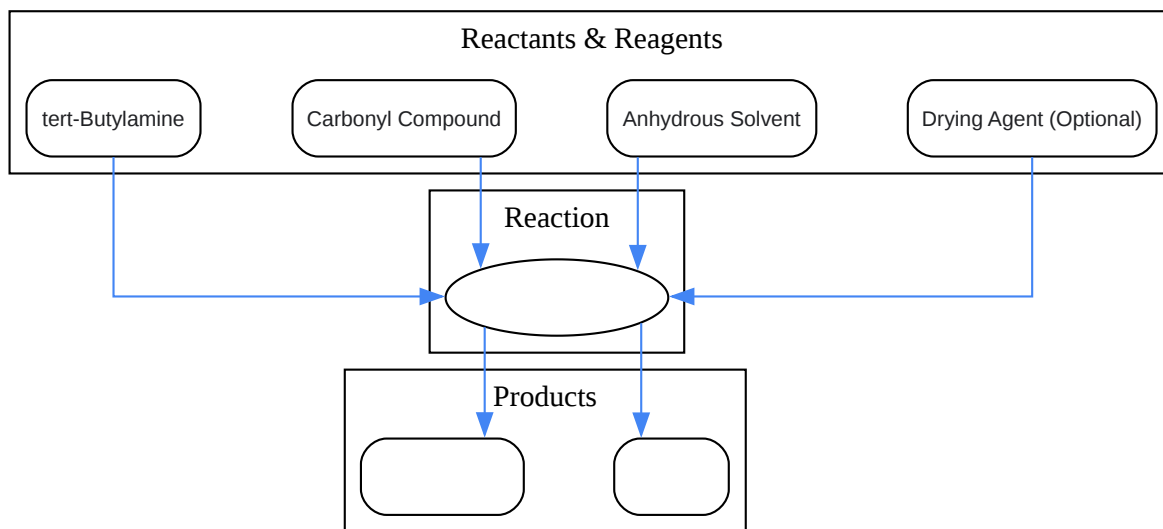 Reactants & Reagents
tert-Butylamine
Carbonyl Compound
Anhydrous Solvent
Drying Agent (Optional)
Reaction
Products